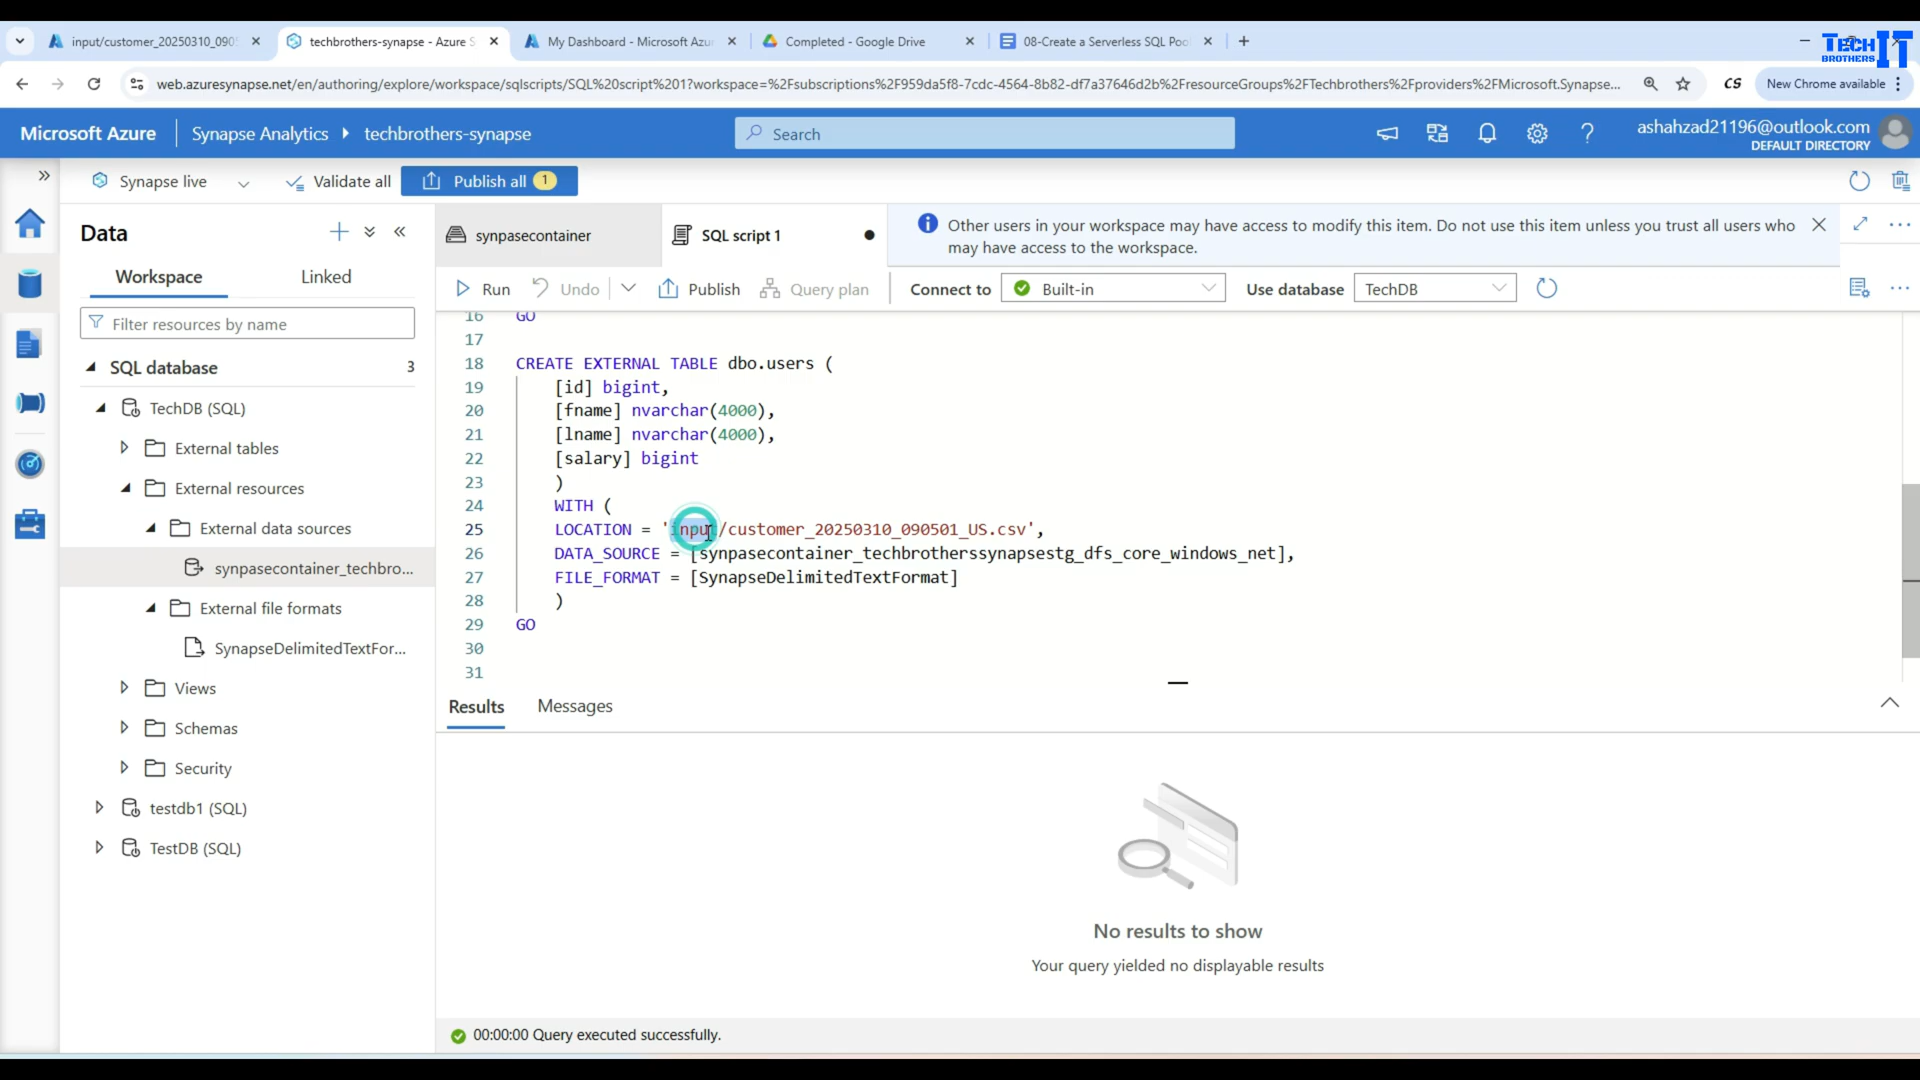 input/customer_20250310_090
techbrothers-synapse - Azure S
My Dashboard - Microsoft Azu
Completed - Google Drive
08-Create a Serverless SQL Poo
TECH IT
BROTHERS
web.azuresynapse.net/en/authoring/explore/workspace/sqlscripts/SQL%20script%201?workspace=%2Fsubscriptions%2F959da5f8-7cdc-4564-8b82-df7a37646d2b%2FresourceGroups%2FTechbrothers%2Fproviders%2FMicrosoft.Synapse...
CS
New Chrome available
Microsoft Azure
Synapse Analytics
techbrothers-synapse
Search
ashahzad21196@outlook.com
DEFAULT DIRECTORY
Synapse live
Validate all
Publish all 1
Data
Workspace
Linked
Filter resources by name
SQL database 3
TechDB (SQL)
External tables
External resources
External data sources
synpasecontainer_techbro...
External file formats
SynapseDelimitedTextFor...
Views
Schemas
Security
testdb1 (SQL)
TestDB (SQL)
synpasecontainer
SQL script 1
Other users in your workspace may have access to modify this item. Do not use this item unless you trust all users who
may have access to the workspace.
Run
Undo
Publish
Query plan
Connect to
Built-in
Use database
TechDB
16 GO
17
18 CREATE EXTERNAL TABLE dbo.users (
19 [id] bigint,
20 [fname] nvarchar(4000),
21 [lname] nvarchar(4000),
22 [salary] bigint
23 )
24 WITH (
25 LOCATION = 'input/customer_20250310_090501_US.csv',
26 DATA_SOURCE = [synpasecontainer_techbrotherssynapsestg_dfs_core_windows_net],
27 FILE_FORMAT = [SynapseDelimitedTextFormat]
28 )
29 GO
30
31
Results
Messages
No results to show
Your query yielded no displayable results
00:00:00 Query executed successfully.